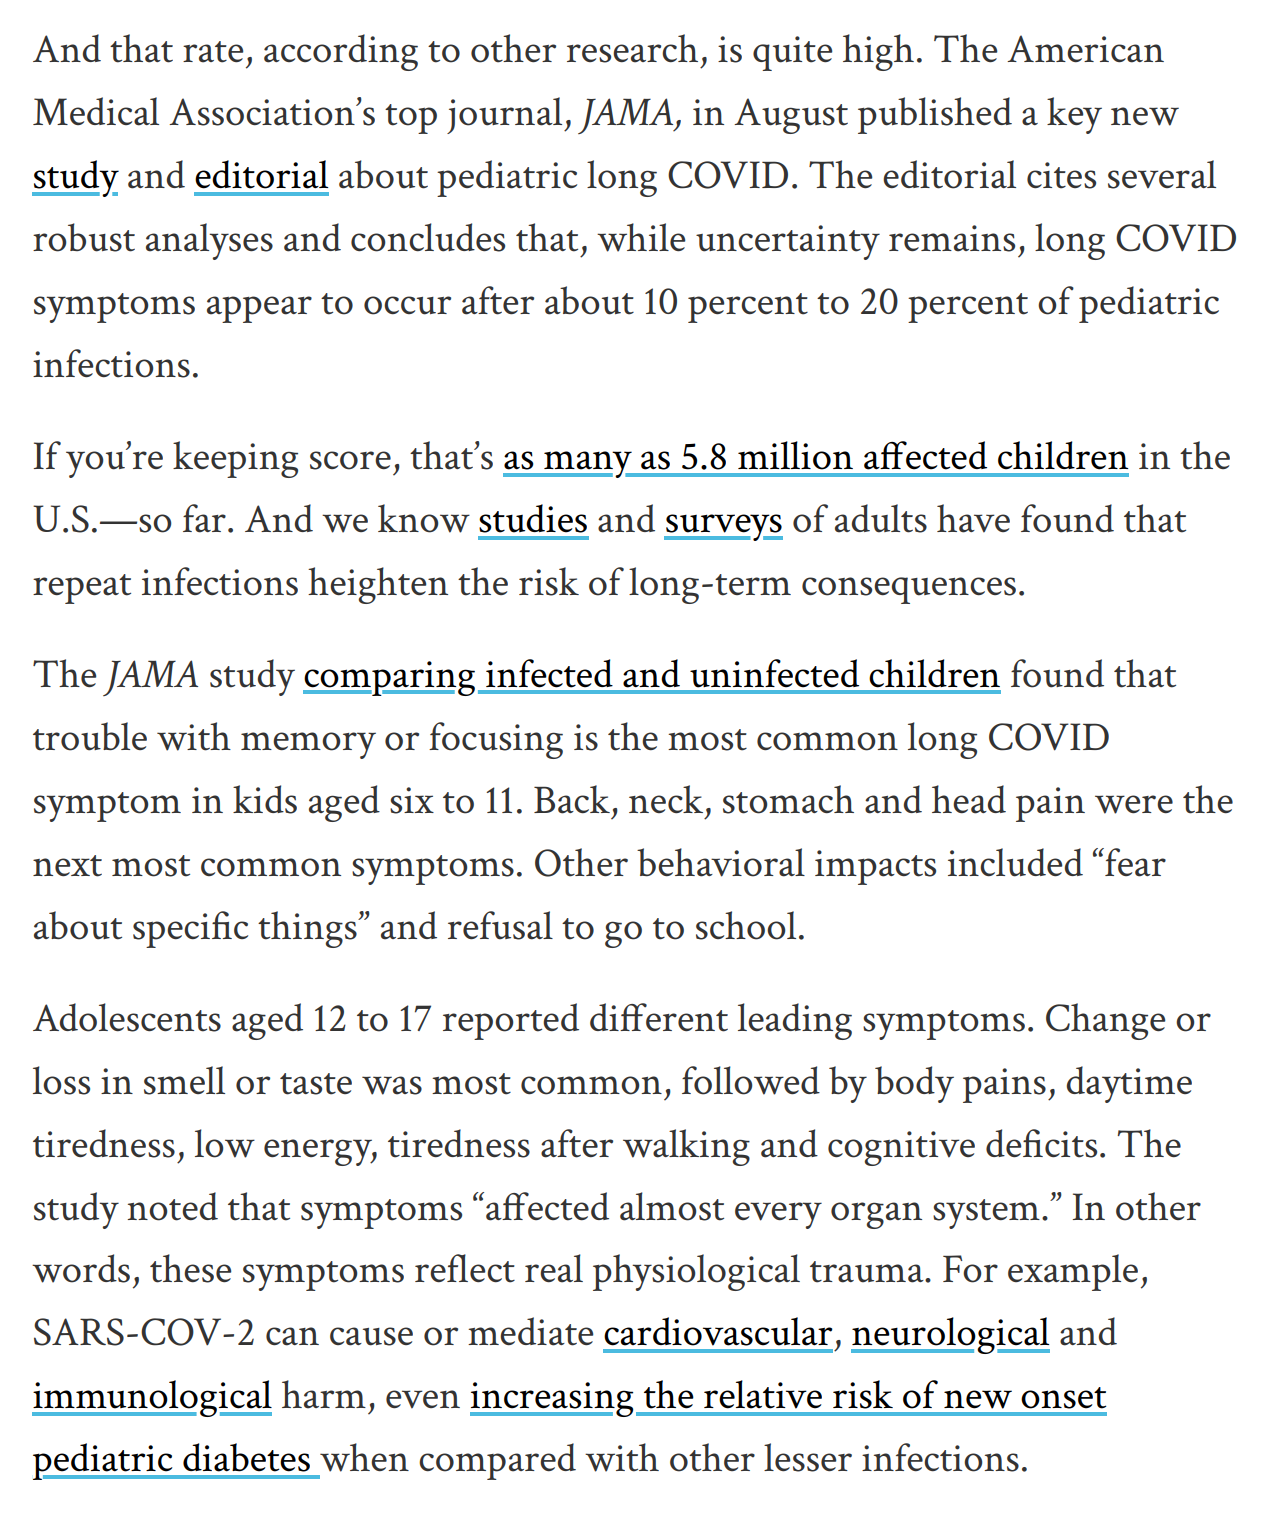 And that rate, according to other research, is quite high. The American
Medical Association’s top journal, JAMA, in August published a key new
study and editorial about pediatric long COVID. The editorial cites several
robust analyses and concludes that, while uncertainty remains, long COVID
symptoms appear to occur after about 10 percent to 20 percent of pediatric
infections.
If you’re keeping score, that’s as many as 5.8 million affected children in the
U.S.—so far. And we know studies and surveys of adults have found that
repeat infections heighten the risk of long-term consequences.
The JAMA study comparing infected and uninfected children found that
trouble with memory or focusing is the most common long COVID
symptom in kids aged six to 11. Back, neck, stomach and head pain were the
next most common symptoms. Other behavioral impacts included “fear
about specific things” and refusal to go to school.
Adolescents aged 12 to 17 reported different leading symptoms. Change or
loss in smell or taste was most common, followed by body pains, daytime
tiredness, low energy, tiredness after walking and cognitive deficits. The
study noted that symptoms “affected almost every organ system.” In other
words, these symptoms reflect real physiological trauma. For example,
SARS-COV-2 can cause or mediate cardiovascular, neurological and
immunological harm, even increasing the relative risk of new onset
pediatric diabetes when compared with other lesser infections.